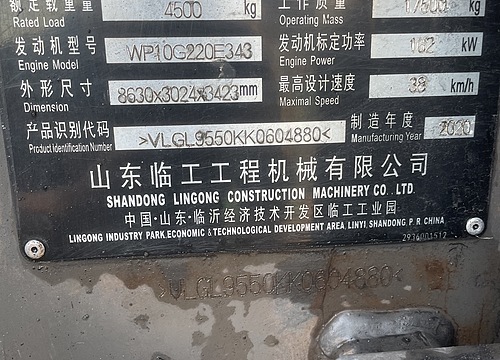 额定载重量 4500 kg 工作质量 17500 kg
Rated Load Operating Mass
发动机型号 WP10G220E343 发动机标定功率 162 kW
Engine Model Engine Power
外形尺寸 8630x3024x3423mm 最高设计速度 38 km/h
Dimension Maximal Speed
产品识别代码 >VLGL9550KK0604880< 制造年度 2020
Product Identification Number Manufacturing Year
山东临工工程机械有限公司
SHANDONG LINGONG CONSTRUCTION MACHINERY CO., LTD.
中国·山东·临沂经济技术开发区临工工业园
LINGONG INDUSTRY PARK,ECONOMIC & TECHNOLOGICAL DEVELOPMENT AREA, LINYI, SHANDONG, P. R. CHINA
2936001512
>VLGL9550KK0604880<